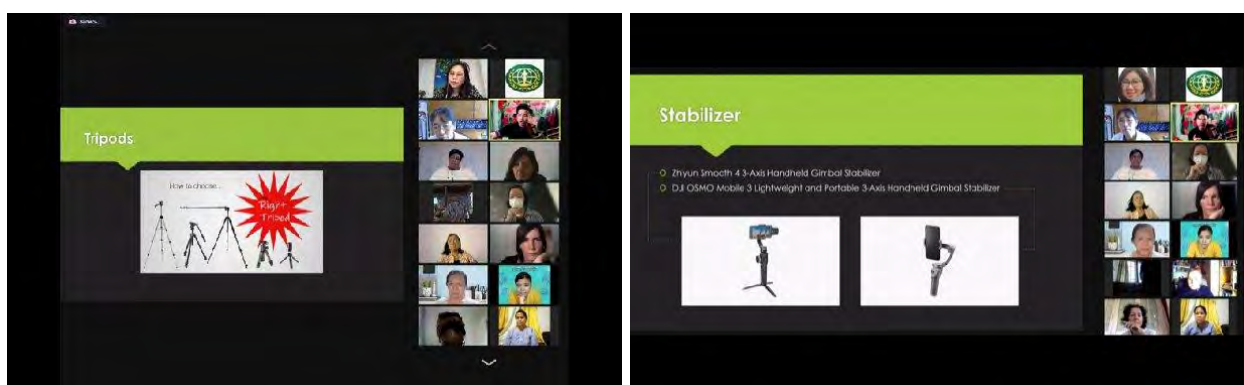 Tripods
How to choose...
Right
Tripod
Stabilizer
Zhyun Smooth 4 3-Axis Handheld Gimbal Stabilizer
DJI OSMO Mobile 3 Lightweight and Portable 3-Axis Handheld Gimbal Stabilizer